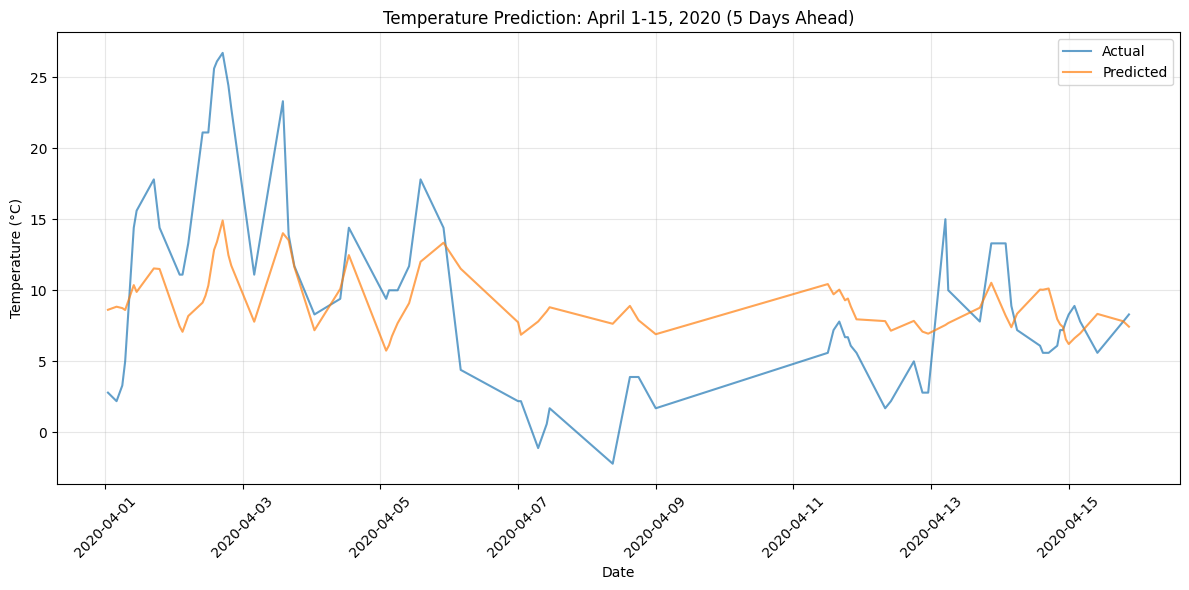 Temperature Prediction: April 1-15, 2020 (5 Days Ahead)
Actual
Predicted
Temperature (°C)
25
20
15
10
5
0
2020-04-01
2020-04-03
2020-04-05
2020-04-07
2020-04-09
2020-04-11
2020-04-13
2020-04-15
Date